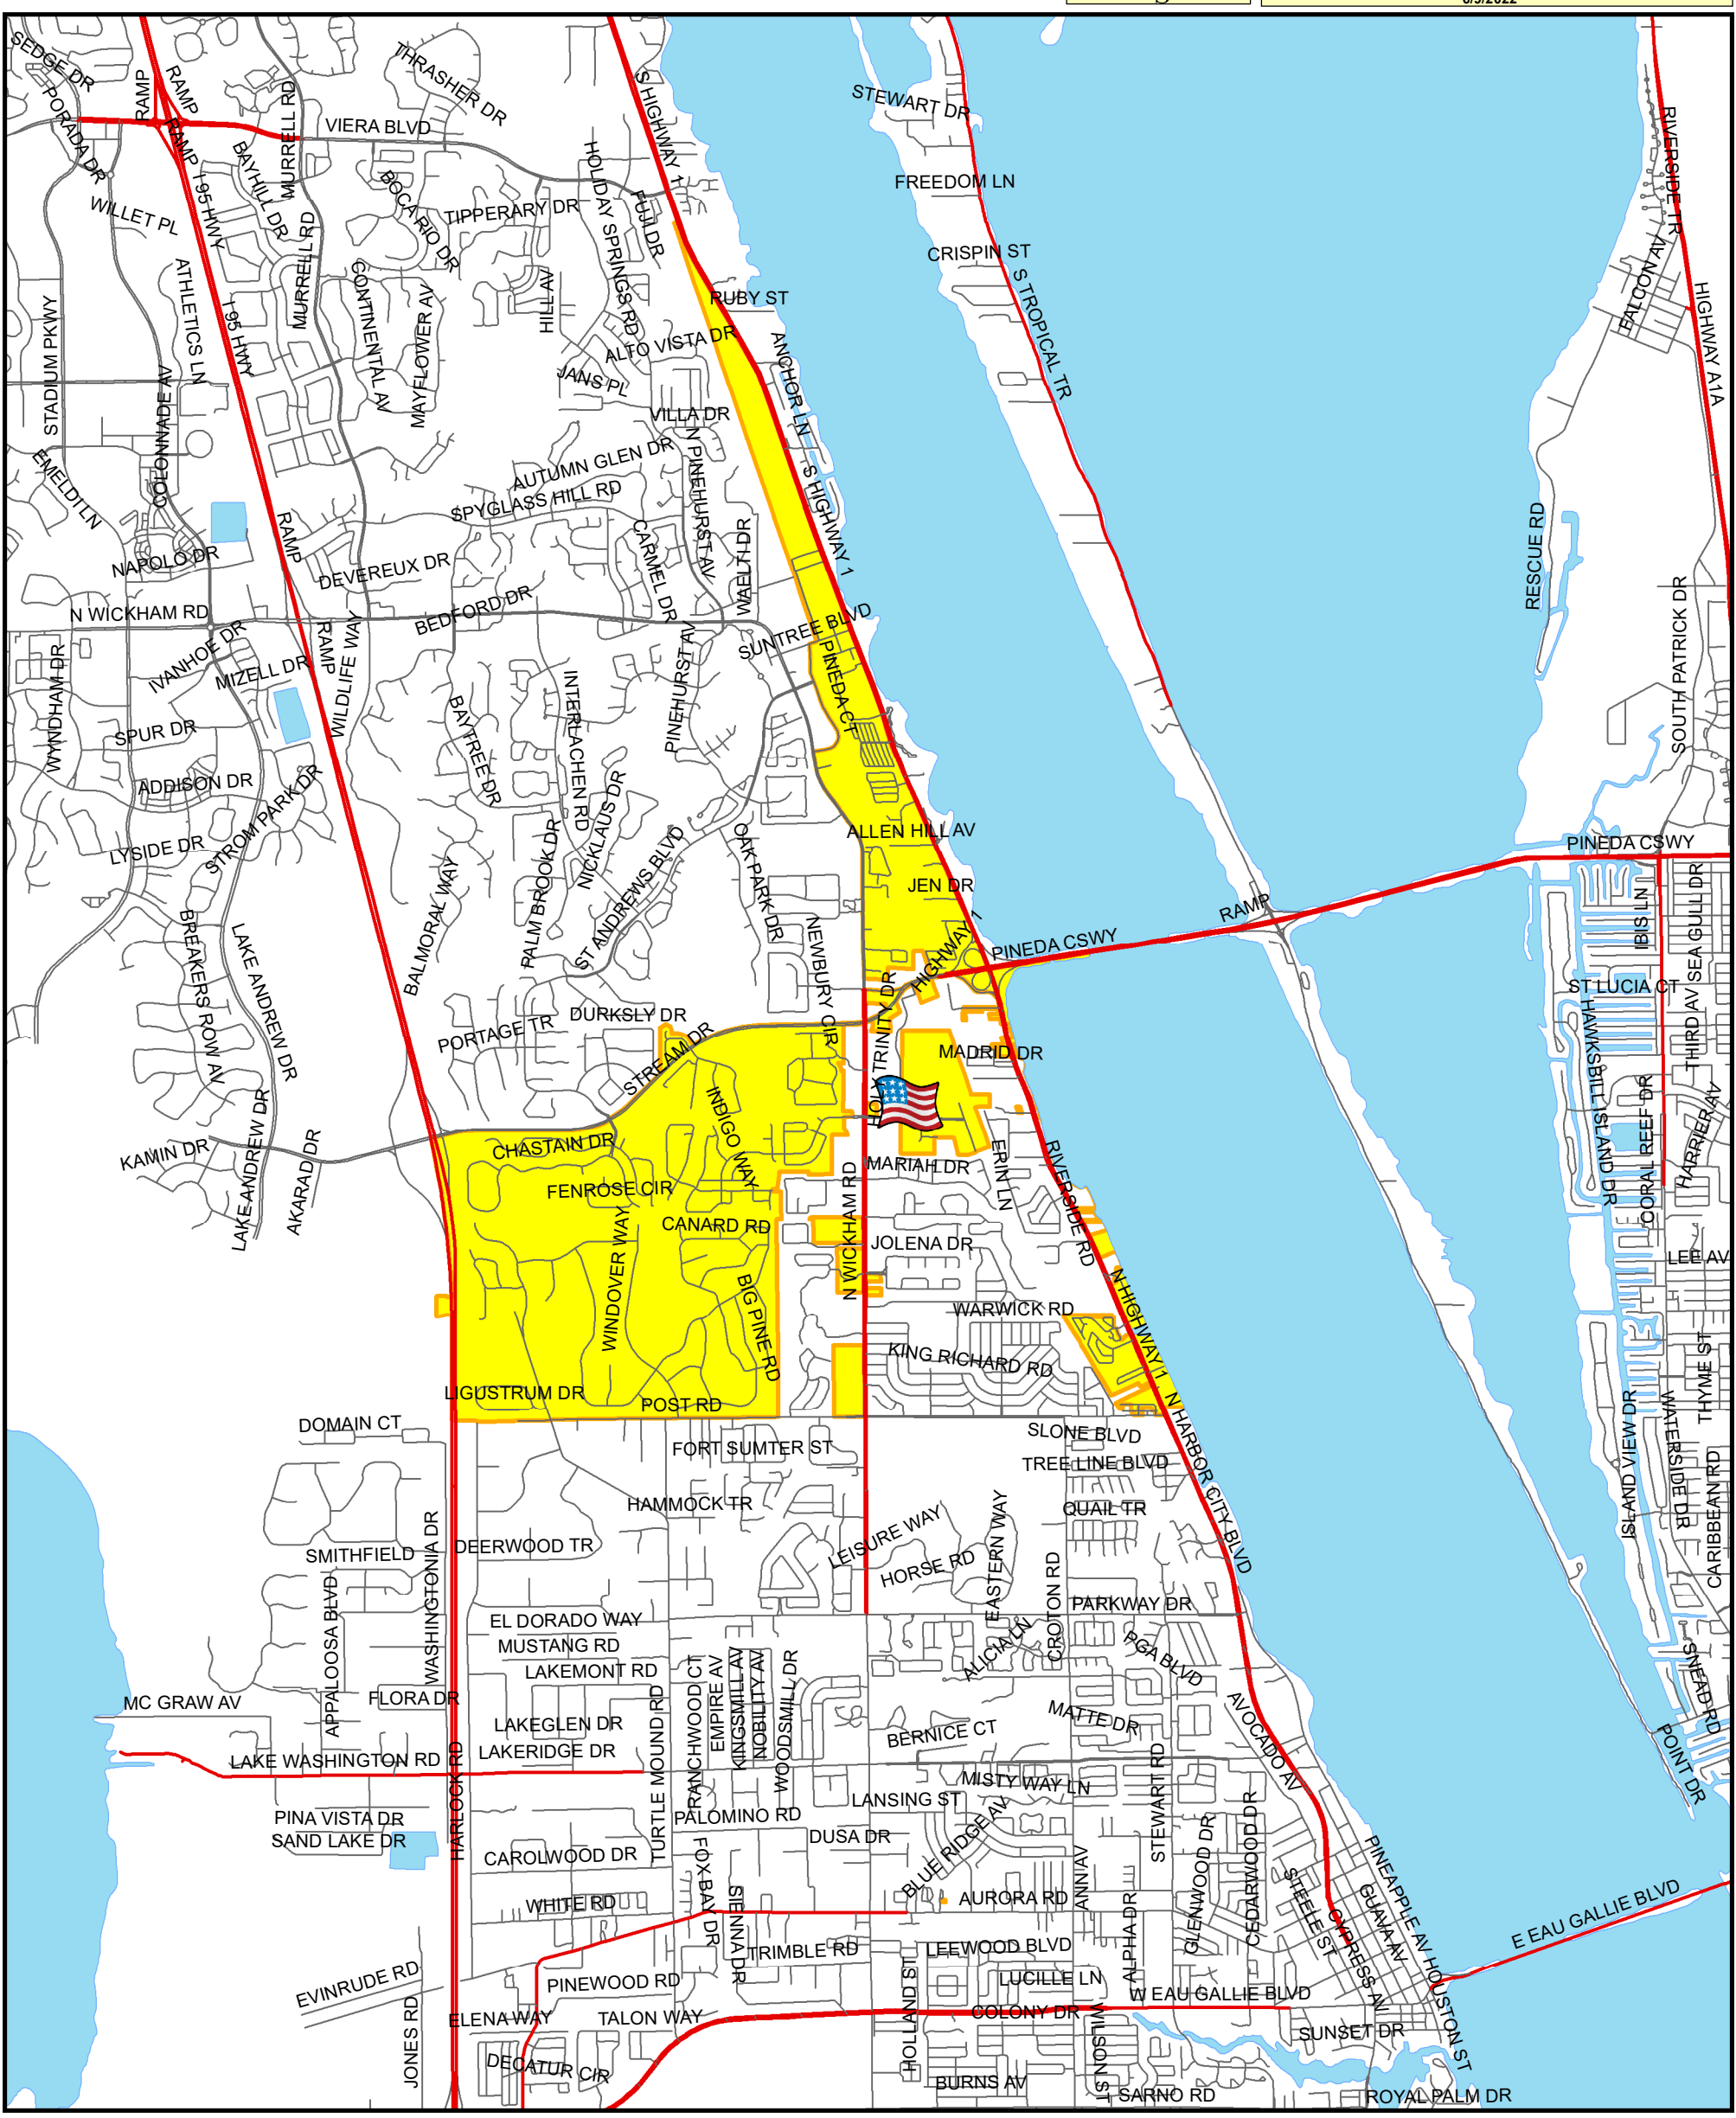 8/9/2022
SEDGE DR
RAMP
RAMP
THRASHER DR
S HIGHWAY 1
STEWART DR
PORADA DR
RAMP
MURRELL RD
VIERA BLVD
RIVERSIDE TR
WILLET PL
I 95 HWY
BAYHILL DR
BOCA RIO DR
TIPPERARY DR
HOLIDAY SPRINGS RD
FUJI DR
FREEDOM LN
MURRELL RD
CRISPIN ST
FALCON AV
STADIUM PKWY
ATHLETICS LN
I 95 HWY
CONTINENTAL AV
MAYFLOWER AV
HILL AV
RUBY ST
S TROPICAL TR
HIGHWAY A1A
ALTO VISTA DR
ANCHOR LN
JANS PL
COLONNADE AV
VILLA DR
EMELDI LN
AUTUMN GLEN DR
N PINEHURST AV
SPYGLASS HILL RD
S HIGHWAY 1
RAMP
NAPOLO DR
DEVEREUX DR
CARMEL DR
WAELTI DR
RESCUE RD
N WICKHAM RD
BEDFORD DR
SUNTREE BLVD
SOUTH PATRICK DR
IVANHOE DR
MIZELL DR
RAMP
WILDLIFE WAY
PINEHURST AV
PINEDA CT
WYNDHAM DR
SPUR DR
BAYTREE DR
INTERLACHEN RD
ADDISON DR
STROM PARK DR
NICKLAUS DR
LYSIDE DR
PALM BROOK DR
ST ANDREWS BLVD
OAK PARK DR
ALLEN HILL AV
PINEDA CSWY
BALMORAL WAY
JEN DR
BREAKERS ROW AV
LAKE ANDREW DR
NEWBURY CIR
HIGHWAY 1
PINEDA CSWY
RAMP
IBIS LN
SEA GULL DR
ST LUCIA CT
DURKSLY DR
PORTAGE TR
STREAM DR
HOLY TRINITY DR
MADRID DR
HAWKSBILL ISLAND DR
THIRD AV
KAMIN DR
LAKE ANDREW DR
AKARAD DR
CHASTAIN DR
INDIGO WAY
MARIAH DR
ERIN LN
RIVERSIDE RD
CORAL REEF DR
HARRIER AV
FENROSE CIR
CANARD RD
WINDOVER WAY
N WICKHAM RD
JOLENA DR
LEE AV
BIG PINE RD
WARWICK RD
N HIGHWAY 1
KING RICHARD RD
LIGUSTRUM DR
POST RD
THYME ST
DOMAIN CT
FORT SUMTER ST
SLONE BLVD
TREE LINE BLVD
N HARBOR CITY BLVD
ISLAND VIEW DR
WATERSIDE DR
CARIBBEAN RD
HAMMOCK TR
QUAIL TR
WASHINGTONIA DR
SMITHFIELD
DEERWOOD TR
LEISURE WAY
HORSE RD
EASTERN WAY
CROTON RD
APPALOOSA BLVD
EL DORADO WAY
PARKWAY DR
MUSTANG RD
ALICIA LN
PGA BLVD
LAKEMONT RD
SNEAD RD
MC GRAW AV
FLORA DR
TURTLE MOUND RD
RANCHWOOD CT
EMPIRE AV
KINGSMILL AV
NOBILITY AV
WOODSMILL DR
LAKEGLEN DR
BERNICE CT
MATTE DR
AVOCADO AV
LAKE WASHINGTON RD
LAKERIDGE DR
MISTY WAY LN
POINT DR
HARLOCK RD
LANSING ST
STEWART RD
PINA VISTA DR
PALOMINO RD
SAND LAKE DR
DUSA DR
BLUE RIDGE AV
CAROLWOOD DR
GLENWOOD DR
CEDARWOOD DR
WHITE RD
FOX BAY DR
SIENNA DR
AURORA RD
ANN AV
ALPHA DR
STEELE ST
CYPRESS AV
GUAVA AV
PINEAPPLE AV
HOUSTON ST
E EAU GALLIE BLVD
TRIMBLE RD
LEEWOOD BLVD
EVINRUDE RD
PINEWOOD RD
LUCILLE LN
W EAU GALLIE BLVD
JONES RD
ELENA WAY
TALON WAY
HOLLAND ST
COLONY DR
WILSON ST
SUNSET DR
DECATUR CIR
BURNS AV
SARNO RD
ROYAL PALM DR